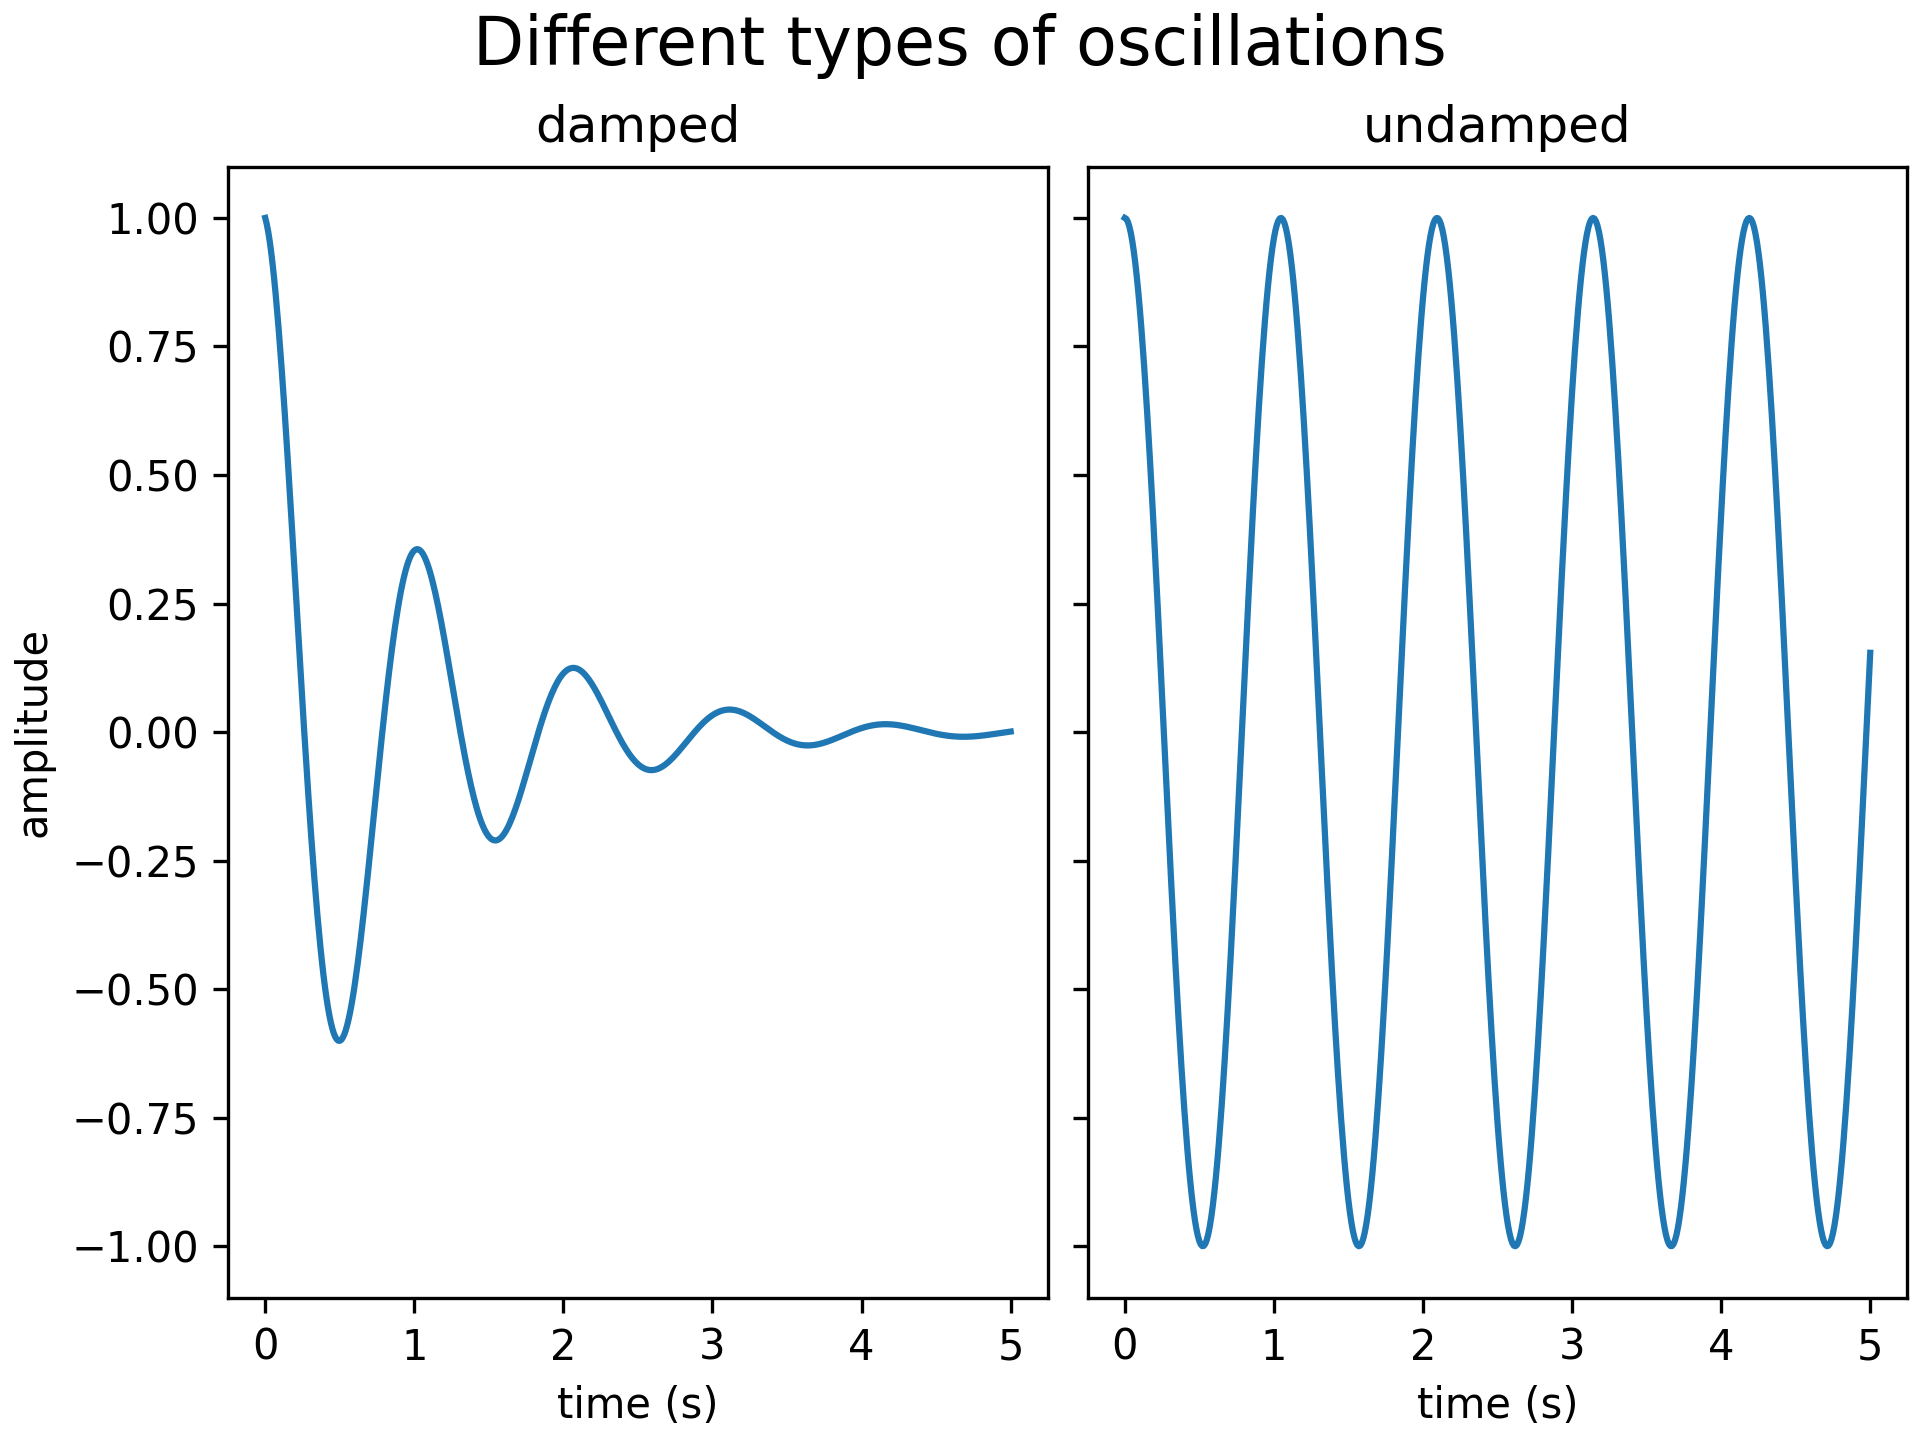 Different types of oscillations
damped
undamped
amplitude
1.00
0.75
0.50
0.25
0.00
−0.25
−0.50
−0.75
−1.00
0 1 2 3 4 5
time (s)
0 1 2 3 4 5
time (s)